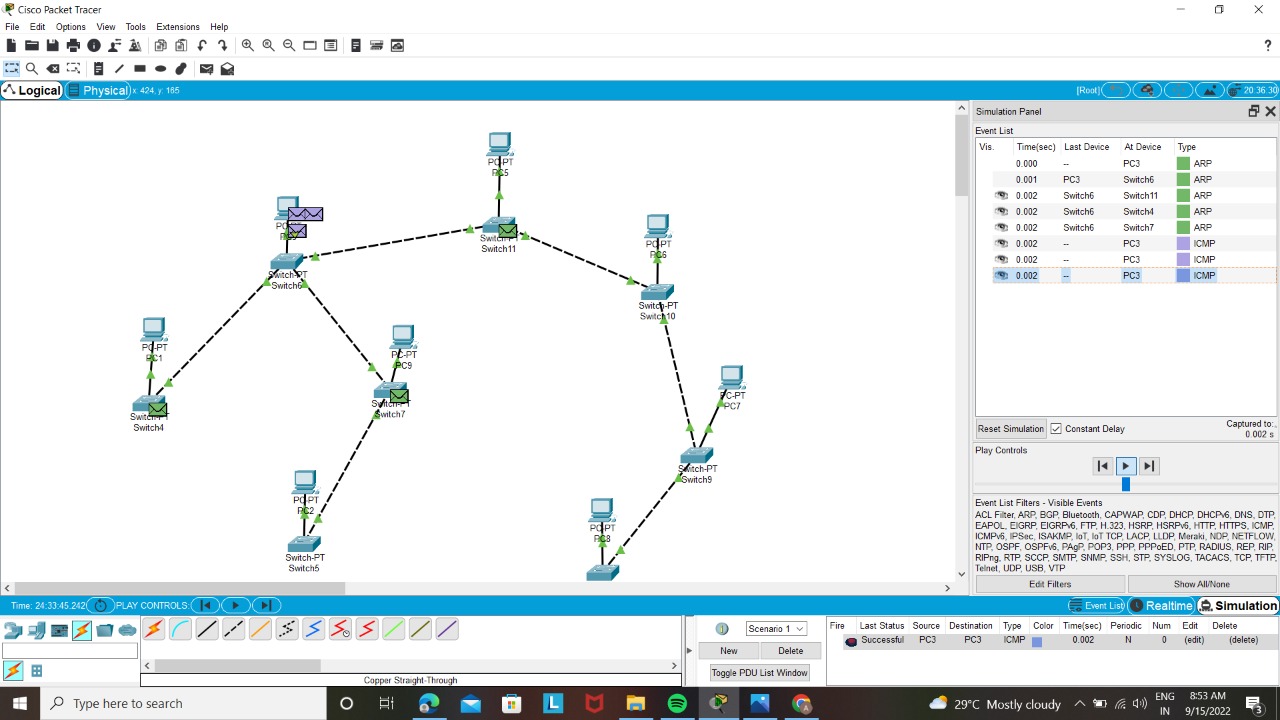 Cisco Packet Tracer
File Edit Options View Tools Extensions Help
?
Logical Physical x: 424, y: 165 [Root] 20:36:30
Simulation Panel
Event List
Vis. Time(sec) Last Device At Device Type
0.000 -- PC3 ARP
0.001 PC3 Switch6 ARP
0.002 Switch6 Switch11 ARP
0.002 Switch6 Switch4 ARP
0.002 Switch6 Switch7 ARP
0.002 -- PC3 ICMP
0.002 -- PC3 ICMP
0.002 -- PC3 ICMP
Reset Simulation Constant Delay Captured to:
0.002 s
Play Controls
Event List Filters - Visible Events
ACL Filter, ARP, BGP, Bluetooth, CAPWAP, CDP, DHCP, DHCPv6, DNS, DTP,
EAPOL, EIGRP, EIGRPv6, FTP, H.323, HSRP, HSRPv6, HTTP, HTTPS, ICMP,
ICMPv6, IPSec, ISAKMP, IoT, IoT TCP, LACP, LLDP, Meraki, NDP, NETFLOW,
NTP, OSPF, OSPFv6, PAgP, POP3, PPP, PPPoED, PTP, RADIUS, REP, RIP,
RIPng, RTP, SCCP, SMTP, SNMP, SSH, STP, SYSLOG, TACACS, TCP, TFTP,
Telnet, UDP, USB, VTP
Edit Filters Show All/None
PC-PT
PC5
Switch-PT
Switch11
Switch-PT
Switch6
PC-PT
PC6
Switch-PT
Switch10
PC-PT
PC1
Switch-PT
Switch4
PC-PT
PC9
Switch-PT
Switch7
PC-PT
PC7
Switch-PT
Switch9
PC-PT
PC2
Switch-PT
Switch5
PC-PT
PC8
Time: 24:33:45.242 PLAY CONTROLS: Event List Realtime Simulation
Copper Straight-Through
Scenario 1
New Delete
Toggle PDU List Window
Fire Last Status Source Destination Type Color Time(sec) Periodic Num Edit Delete
Successful PC3 PC3 ICMP 0.002 N 0 (edit) (delete)
Type here to search
29°C Mostly cloudy
ENG
IN
8:53 AM
9/15/2022
3